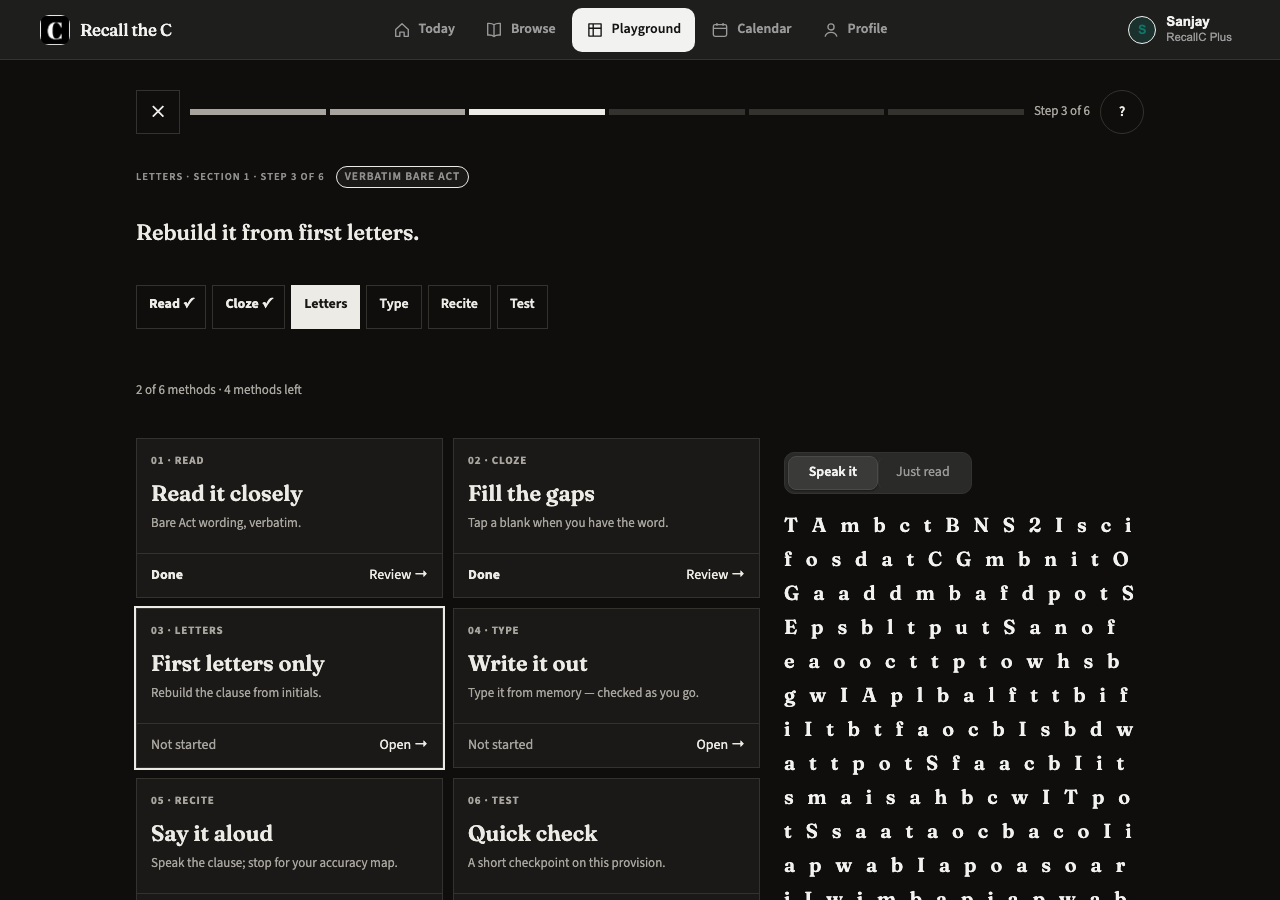 C Recall the C
Today Browse Playground Calendar Profile
S Sanjay
RecallC Plus
Step 3 of 6 ?
LETTERS · SECTION 1 · STEP 3 OF 6 VERBATIM BARE ACT
Rebuild it from first letters.
Read ✓ Cloze ✓ Letters Type Recite Test
2 of 6 methods · 4 methods left
01 · READ
Read it closely
Bare Act wording, verbatim.
Done Review →
02 · CLOZE
Fill the gaps
Tap a blank when you have the word.
Done Review →
03 · LETTERS
First letters only
Rebuild the clause from initials.
Not started Open →
04 · TYPE
Write it out
Type it from memory — checked as you go.
Not started Open →
05 · RECITE
Say it aloud
Speak the clause; stop for your accuracy map.
06 · TEST
Quick check
A short checkpoint on this provision.
Speak it Just read
T A m b c t B N S 2 I s c i
f o s d a t C G m b n i t O
G a a d d m b a f d p o t S
E p s b l t p u t S a n o f
e a o o c t t p t o w h s b
g w I A p l b a l f t t b i f
i I t b t f a o c b I s b d w
a t t p o t S f a a c b I i t
s m a i s a h b c w I T p o
t S s a a t a o c b a c o I i
a p w a b I a p o a s o a r
i I w i m b a p i a p w a b